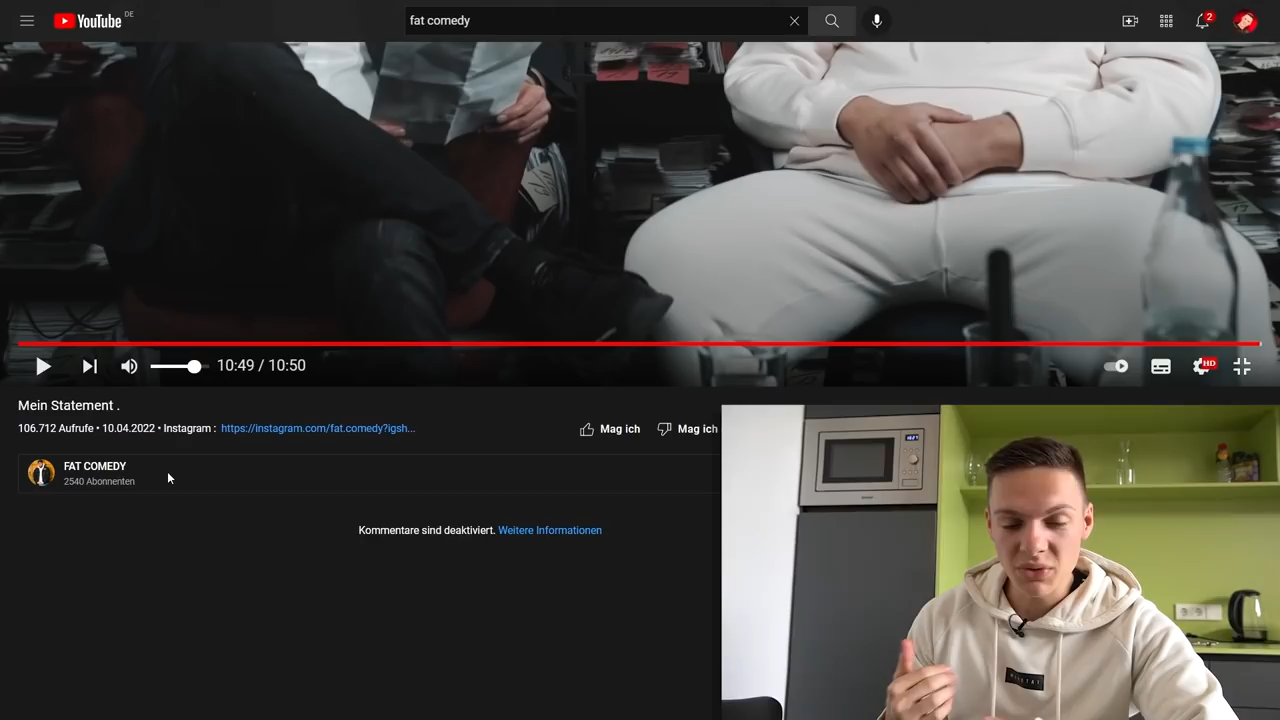 YouTube DE
fat comedy
2
10:49 / 10:50
HD
Mein Statement .
106.712 Aufrufe • 10.04.2022 • Instagram : https://instagram.com/fat.comedy?igsh...
Mag ich
Mag ich
FAT COMEDY
2540 Abonnenten
Kommentare sind deaktiviert. Weitere Informationen